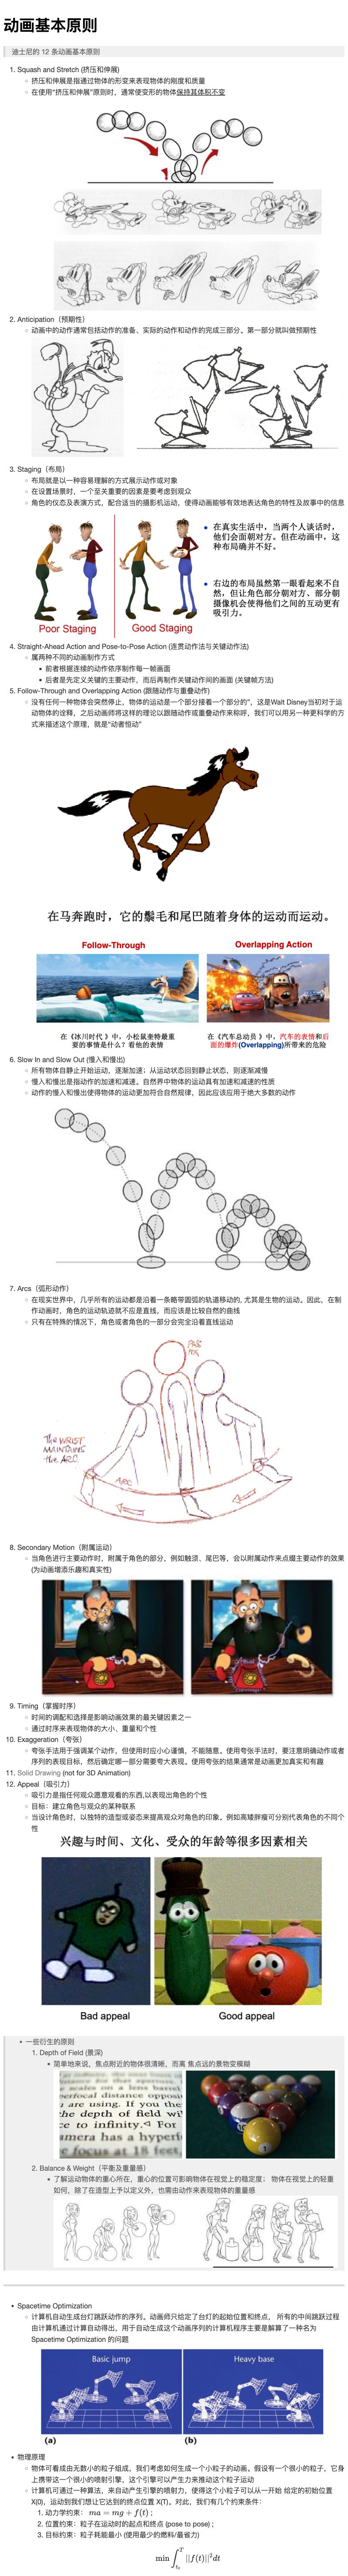 动画基本原则
迪士尼的 12 条动画基本原则
1. Squash and Stretch (挤压和伸展)
挤压和伸展是指通过物体的形变来表现物体的刚度和质量
在使用“挤压和伸展”原则时，通常使变形的物体保持其体积不变
2. Anticipation（预期性）
动画中的动作通常包括动作的准备、实际的动作和动作的完成三部分。第一部分就叫做预期性
3. Staging（布局）
布局就是以一种容易理解的方式展示动作或对象
在设置场景时，一个至关重要的因素是要考虑到观众
角色的仪态及表演方式，配合适当的摄影机运动，使得动画能够有效地表达角色的特性及故事中的信息
在真实生活中，当两个人谈话时，
他们会面朝对方。但在动画中，这
种布局确并不好。
右边的布局虽然第一眼看起来不自
然，但让角色部分朝对方、部分朝
摄像机会使得他们之间的互动更有
吸引力。
Poor Staging
Good Staging
4. Straight-Ahead Action and Pose-to-Pose Action (连贯动作法与关键动作法)
属两种不同的动画制作方式
前者根据连续的动作依序制作每一帧画面
后者是先定义关键的主要动作，而后再制作关键动作间的画面 (关键帧方法)
5. Follow-Through and Overlapping Action (跟随动作与重叠动作)
没有任何一种物体会突然停止，物体的运动是一个部分接着一个部分的”，这是Walt Disney当初对于运
动物体的诠释，之后动画师将这样的理论以跟随动作或重叠动作来称呼，我们可以用另一种更科学的方
式来描述这个原理，就是“动者恒动”
在马奔跑时，它的鬃毛和尾巴随着身体的运动而运动。
Follow-Through
Overlapping Action
在《冰川时代 》中，小松鼠奎特最重
要的事情是什么？看他的表情
在《汽车总动员 》中，汽车的表情和后
面的爆炸(Overlapping)所带来的危险
6. Slow In and Slow Out (慢入和慢出)
所有物体自静止开始运动，逐渐加速；从运动状态回到静止状态，则逐渐减慢
慢入和慢出是指动作的加速和减速。自然界中物体的运动具有加速和减速的性质
动作的慢入和慢出使得物体的运动更加符合自然规律，因此应该应用于绝大多数的动作
7. Arcs（弧形动作）
在现实世界中，几乎所有的运动都是沿着一条略带圆弧的轨道移动的, 尤其是生物的运动。因此，在制
作动画时，角色的运动轨迹就不应是直线，而应该是比较自然的曲线
只有在特殊的情况下，角色或者角色的一部分会完全沿着直线运动
THE WRIST
MAINTAINS
the ARC.
ARC
8. Secondary Motion（附属运动）
当角色进行主要动作时，附属于角色的部分，例如触须、尾巴等，会以附属动作来点缀主要动作的效果
(为动画增添乐趣和真实性)
9. Timing（掌握时序）
时间的调配和选择是影响动画效果的最关键因素之一
通过时序来表现物体的大小、重量和个性
10. Exaggeration（夸张）
夸张手法用于强调某个动作，但使用时应小心谨慎，不能随意。使用夸张手法时，要注意明确动作或者
序列的表现目标，然后确定哪一部分需要夸大表现。使用夸张的结果通常是动画更加真实和有趣
11. Solid Drawing (not for 3D Animation)
12. Appeal（吸引力）
吸引力是指任何观众愿意观看的东西,以表现出角色的个性
目标：建立角色与观众的某种联系
当设计角色时，以独特的造型或姿态来提高观众对角色的印象。例如高矮胖瘦可分别代表角色的不同个
性
兴趣与时间、文化、受众的年龄等很多因素相关
Bad appeal
Good appeal
一些衍生的原则
1. Depth of Field (景深)
简单地来说，焦点附近的物体很清晰，而离 焦点远的景物变模糊
2. Balance & Weight（平衡及重量感）
了解运动物体的重心所在，重心的位置可影响物体在视觉上的稳定度； 物体在视觉上的轻重
如何，除了在造型上予以定义外，也需由动作来表现物体的重量感
Spacetime Optimization
计算机自动生成台灯跳跃动作的序列。动画师只给定了台灯的起始位置和终点， 所有的中间跳跃过程
由计算机通过计算自动得出，用于自动生成这个动画序列的计算机程序主要是解算了一种名为
Spacetime Optimization 的问题
Basic jump
Heavy base
(a)
(b)
物理原理
物体可看成由无数小的粒子组成，我们考虑如何生成一个小粒子的动画。假设有一个很小的粒子，它身
上携带这一个很小的喷射引擎，这个引擎可以产生力来推动这个粒子运动
计算机可通过一种算法，来自动产生引擎的喷射力，使得这个小粒子可以从一开始 给定的初始位置
X(0)，运动到我们想让它达到的终点位置 X(T)。对此，我们有几个约束条件：
1. 动力学约束： ma = mg + f(t) ;
2. 位置约束：粒子在运动时的起点和终点 (pose to pose) ;
3. 目标约束：粒子耗能最小 (使用最少的燃料/最省力)
min ∫_{t_0}^{T} ||f(t)||² dt